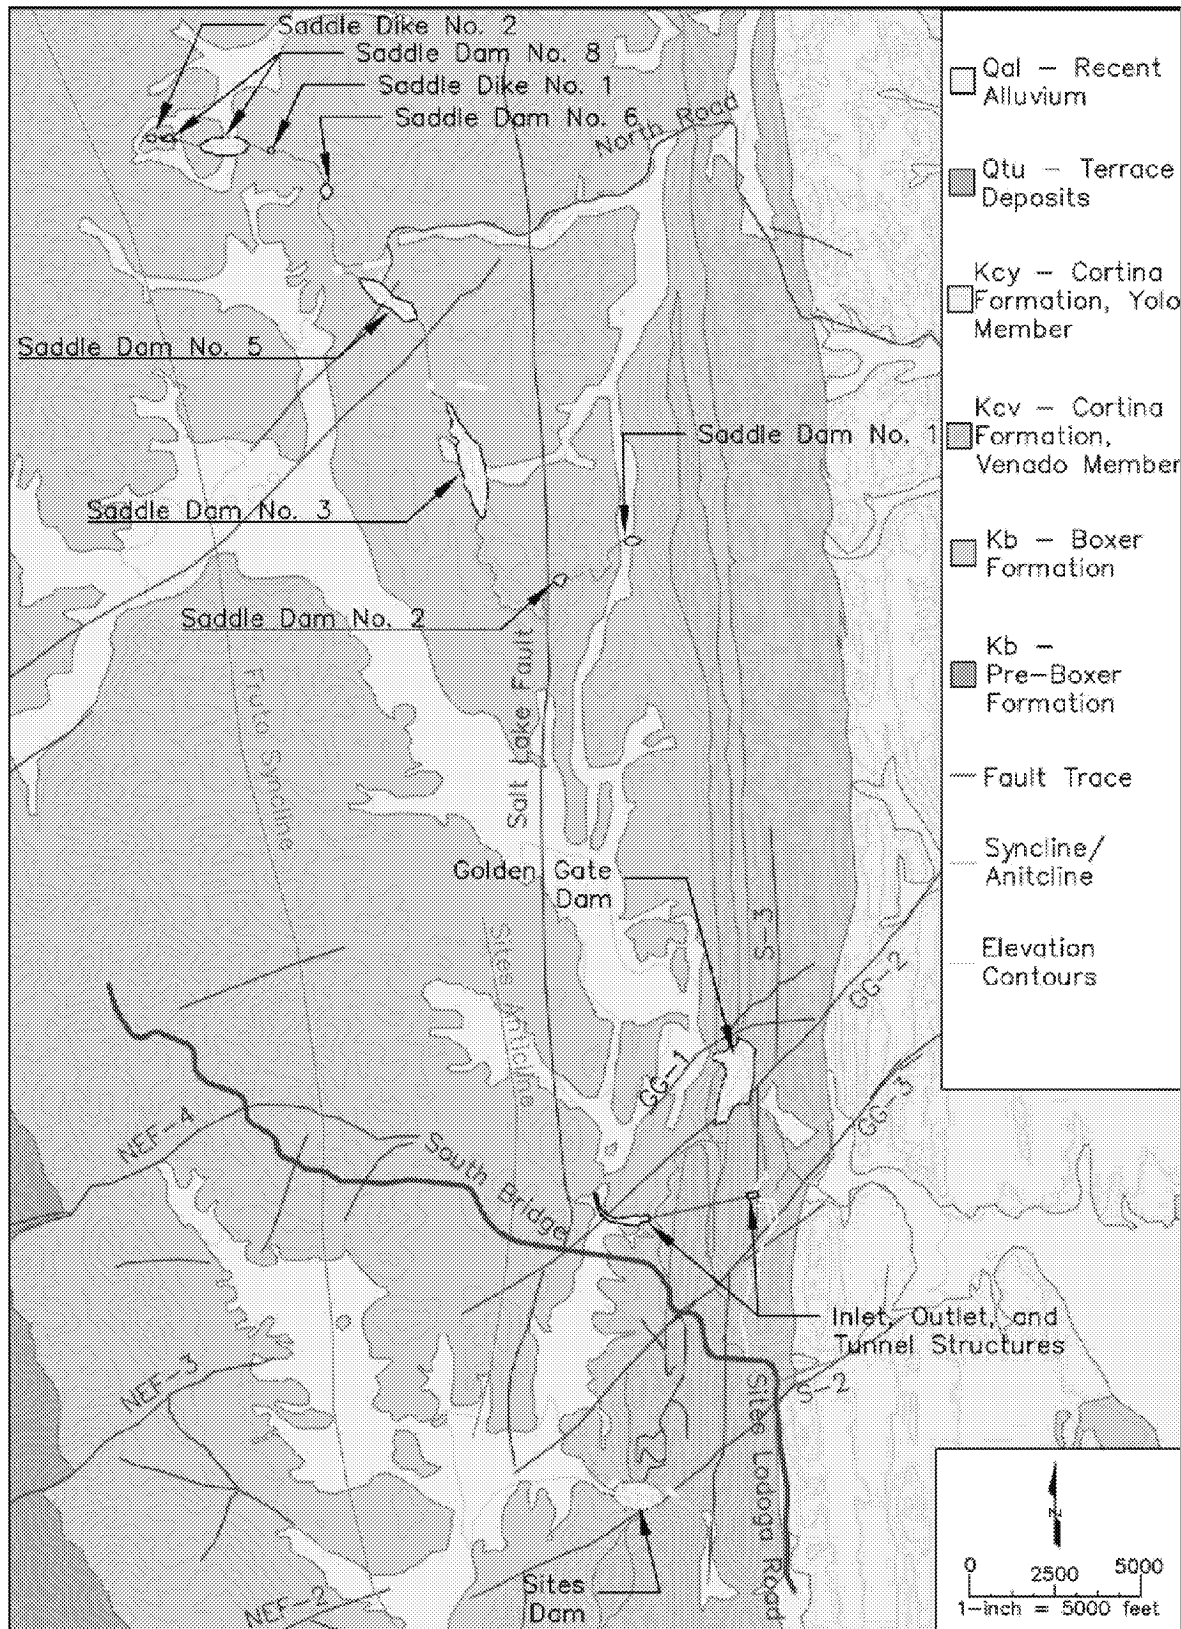 Saddle Dike No. 2
Saddle Dam No. 8
Saddle Dike No. 1
Saddle Dam No. 6
North Road
Saddle Dam No. 5
Saddle Dam No. 1
Saddle Dam No. 3
Saddle Dam No. 2
Fruto Syncline
Salt Lake Fault
Golden Gate
Dam
S-3
Sites Anticline
GG-2
GG-1
GG-3
NEF-4
South Bridge
Inlet, Outlet, and
Tunnel Structures
NEF-3
S-2
Sites Lodoga Road
Sites
Dam
NEF-2
Qal - Recent
Alluvium
Qtu - Terrace
Deposits
Kcy - Cortina
Formation, Yolo
Member
Kcv - Cortina
Formation,
Venado Member
Kb - Boxer
Formation
Kb -
Pre-Boxer
Formation
Fault Trace
Syncline/
Anitcline
Elevation
Contours
N
0 2500 5000
1-inch = 5000 feet